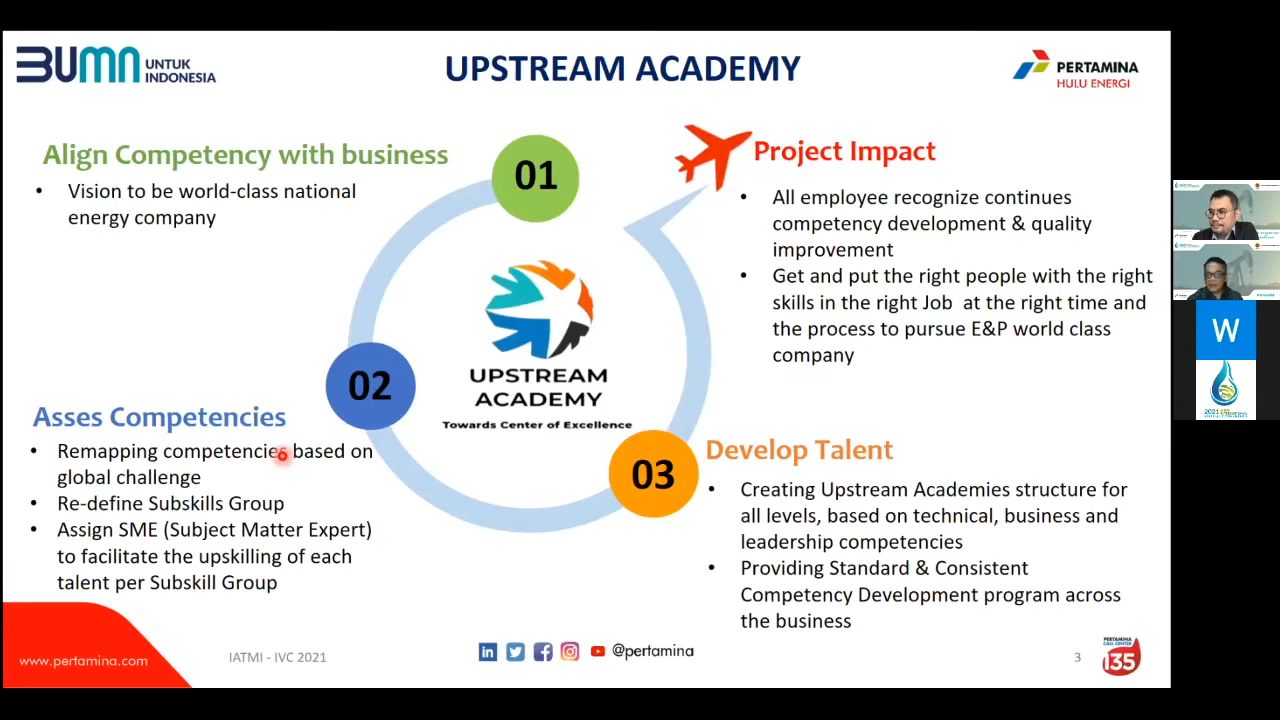 BUMN UNTUK
INDONESIA
UPSTREAM ACADEMY
PERTAMINA
HULU ENERGI
Align Competency with business
• Vision to be world-class national
energy company
01
Project Impact
• All employee recognize continues
competency development & quality
improvement
• Get and put the right people with the right
skills in the right Job at the right time and
the process to pursue E&P world class
company
UPSTREAM
ACADEMY
Towards Center of Excellence
02
Asses Competencies
• Remapping competencies based on
global challenge
• Re-define Subskills Group
• Assign SME (Subject Matter Expert)
to facilitate the upskilling of each
talent per Subskill Group
03
Develop Talent
• Creating Upstream Academies structure for
all levels, based on technical, business and
leadership competencies
• Providing Standard & Consistent
Competency Development program across
the business
www.pertamina.com
IATMI - IVC 2021
@pertamina
3
PERTAMINA
CALL CENTER
135
W
2021